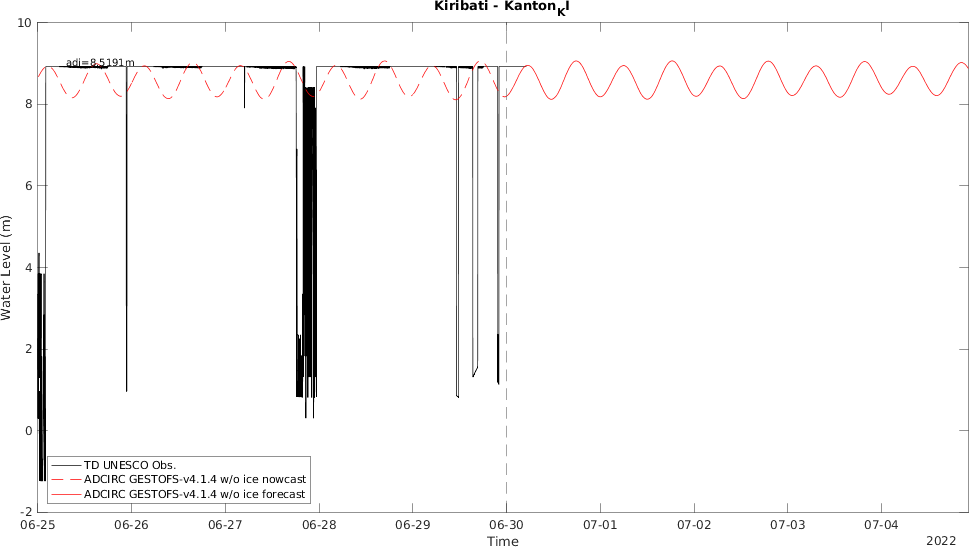 Kiribati - Kanton_KI
10
8
6
4
2
0
-2
Water Level (m)
adj=8.5191m
TD UNESCO Obs.
ADCIRC GESTOFS-v4.1.4 w/o ice nowcast
ADCIRC GESTOFS-v4.1.4 w/o ice forecast
06-25 06-26 06-27 06-28 06-29 06-30 07-01 07-02 07-03 07-04
Time
2022